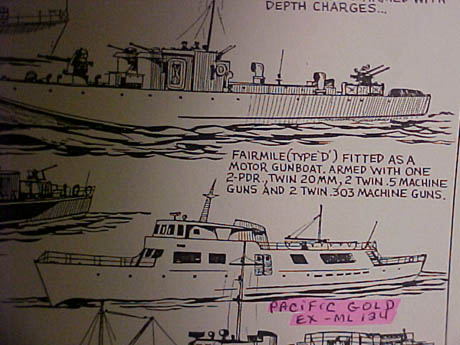 DEPTH CHARGES...
FAIRMILE (TYPE 'D') FITTED AS A
MOTOR GUNBOAT. ARMED WITH ONE
2-PDR., TWIN 20MM, 2 TWIN .5 MACHINE
GUNS AND 2 TWIN .303 MACHINE GUNS.
PACIFIC GOLD
EX-ML 134